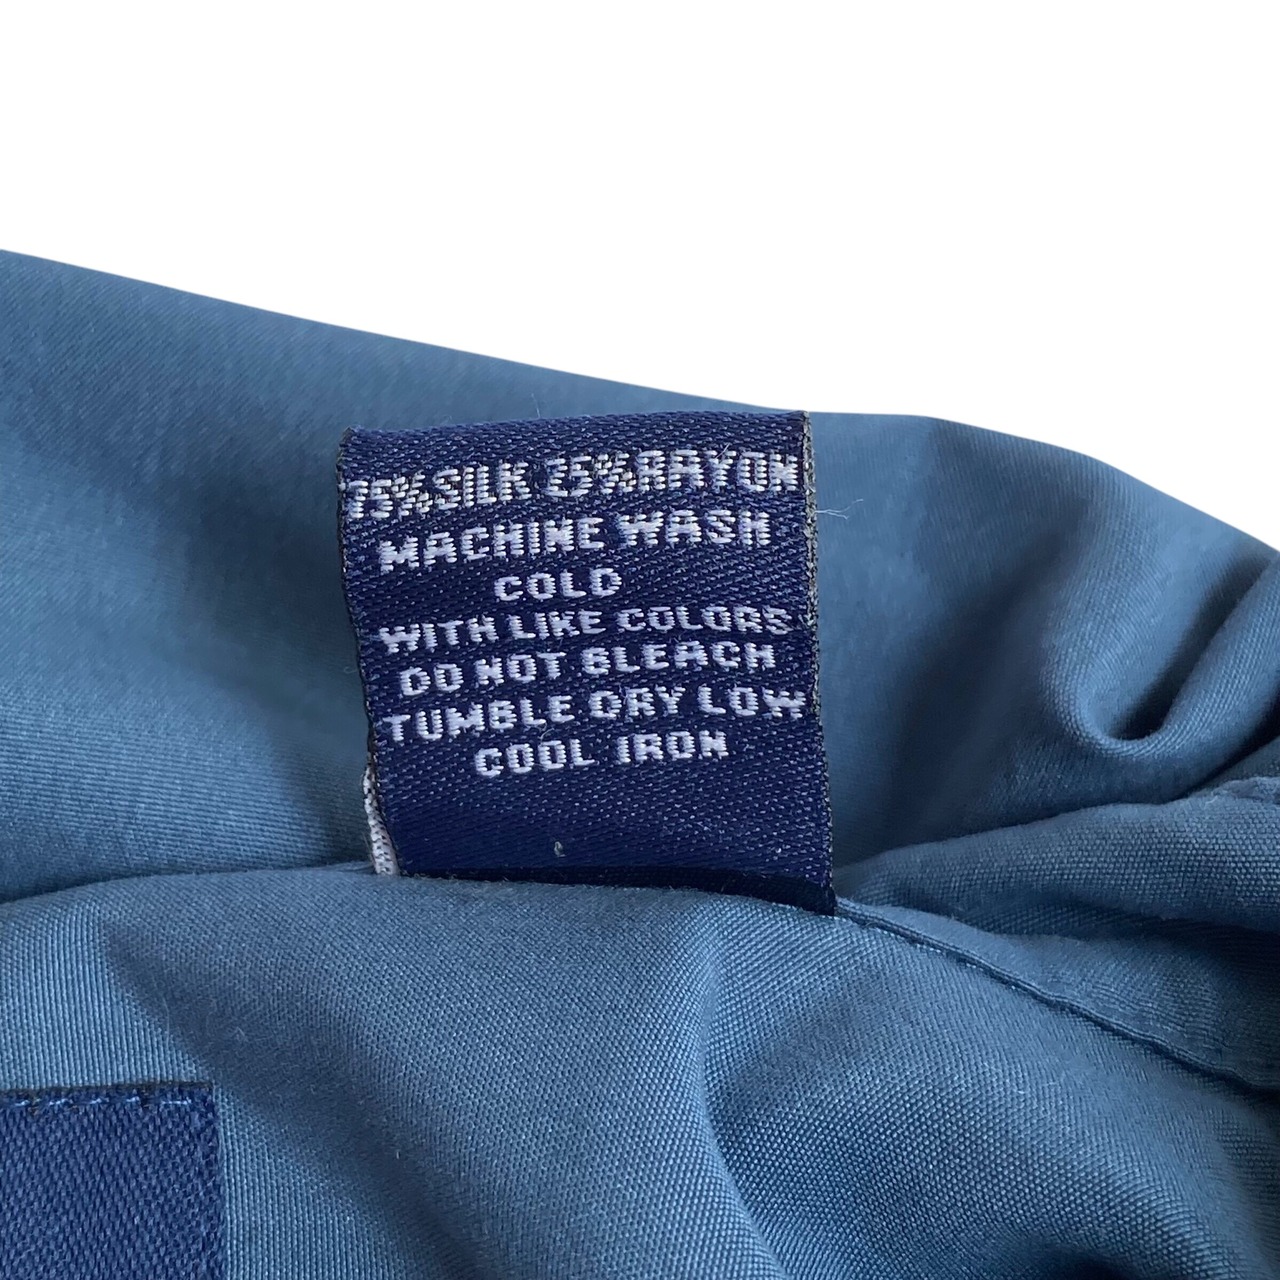 75% SILK 25% RAYON
MACHINE WASH
COLD
WITH LIKE COLORS
DO NOT BLEACH
TUMBLE DRY LOW
COOL IRON